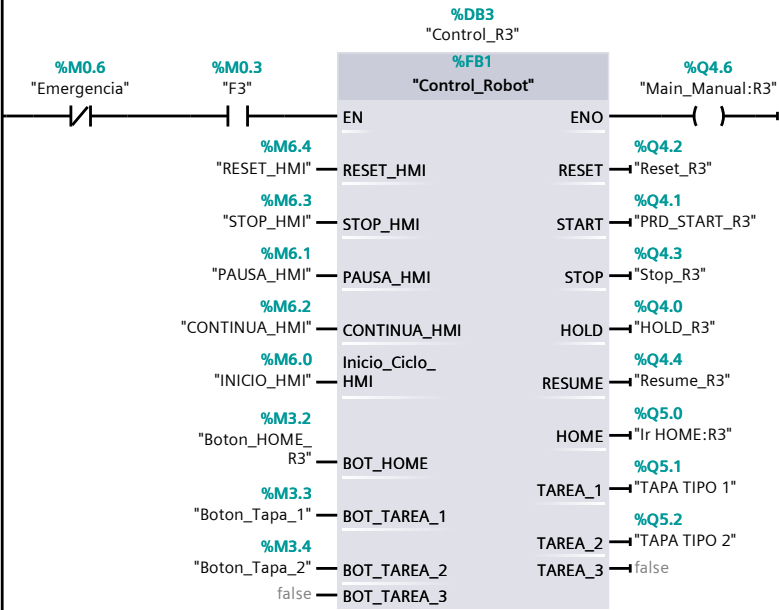 %DB3
"Control_R3"
%M0.6
"Emergencia"
%M0.3
"F3"
%FB1
"Control_Robot"
%Q4.6
"Main_Manual:R3"
EN
ENO
%M6.4
"RESET_HMI"
RESET_HMI
RESET
%Q4.2
"Reset_R3"
%M6.3
"STOP_HMI"
STOP_HMI
START
%Q4.1
"PRD_START_R3"
%M6.1
"PAUSA_HMI"
PAUSA_HMI
STOP
%Q4.3
"Stop_R3"
%M6.2
"CONTINUA_HMI"
CONTINUA_HMI
HOLD
%Q4.0
"HOLD_R3"
%M6.0
"INICIO_HMI"
Inicio_Ciclo_
HMI
RESUME
%Q4.4
"Resume_R3"
%M3.2
"Boton_HOME_
R3"
BOT_HOME
HOME
%Q5.0
"Ir HOME:R3"
%M3.3
"Boton_Tapa_1"
BOT_TAREA_1
TAREA_1
%Q5.1
"TAPA TIPO 1"
%M3.4
"Boton_Tapa_2"
BOT_TAREA_2
TAREA_2
%Q5.2
"TAPA TIPO 2"
TAREA_3
false
false
BOT_TAREA_3